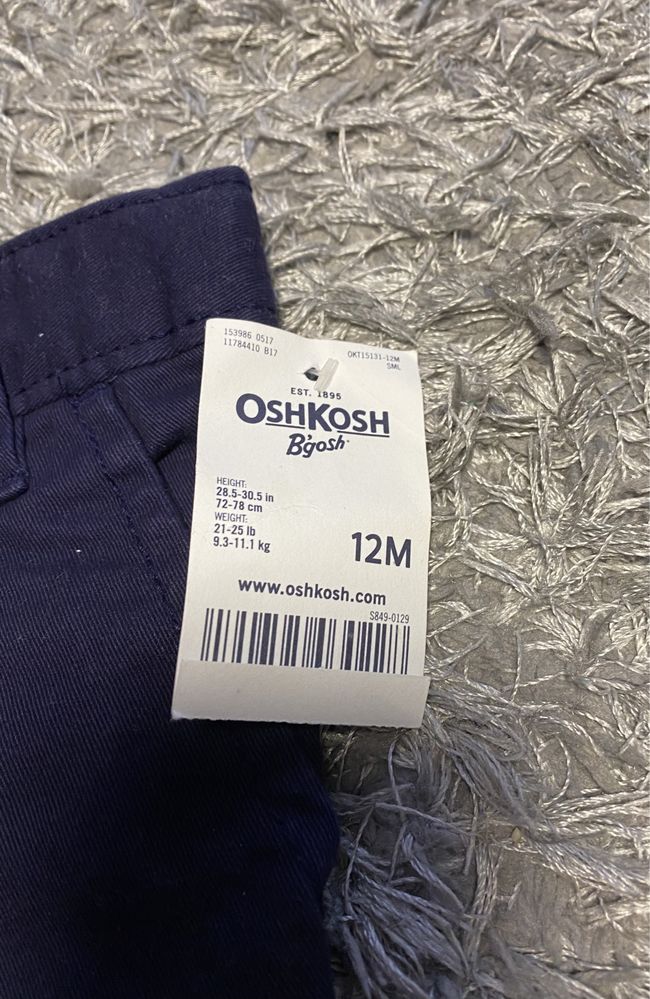 153986 0517
11784410 B17
OKT15131-12M
SML
EST. 1895
OSHKOSH
B'gosh
HEIGHT:
28.5-30.5 in
72-78 cm
WEIGHT:
21-25 lb
9.3-11.1 kg
12M
www.oshkosh.com
S849-0129